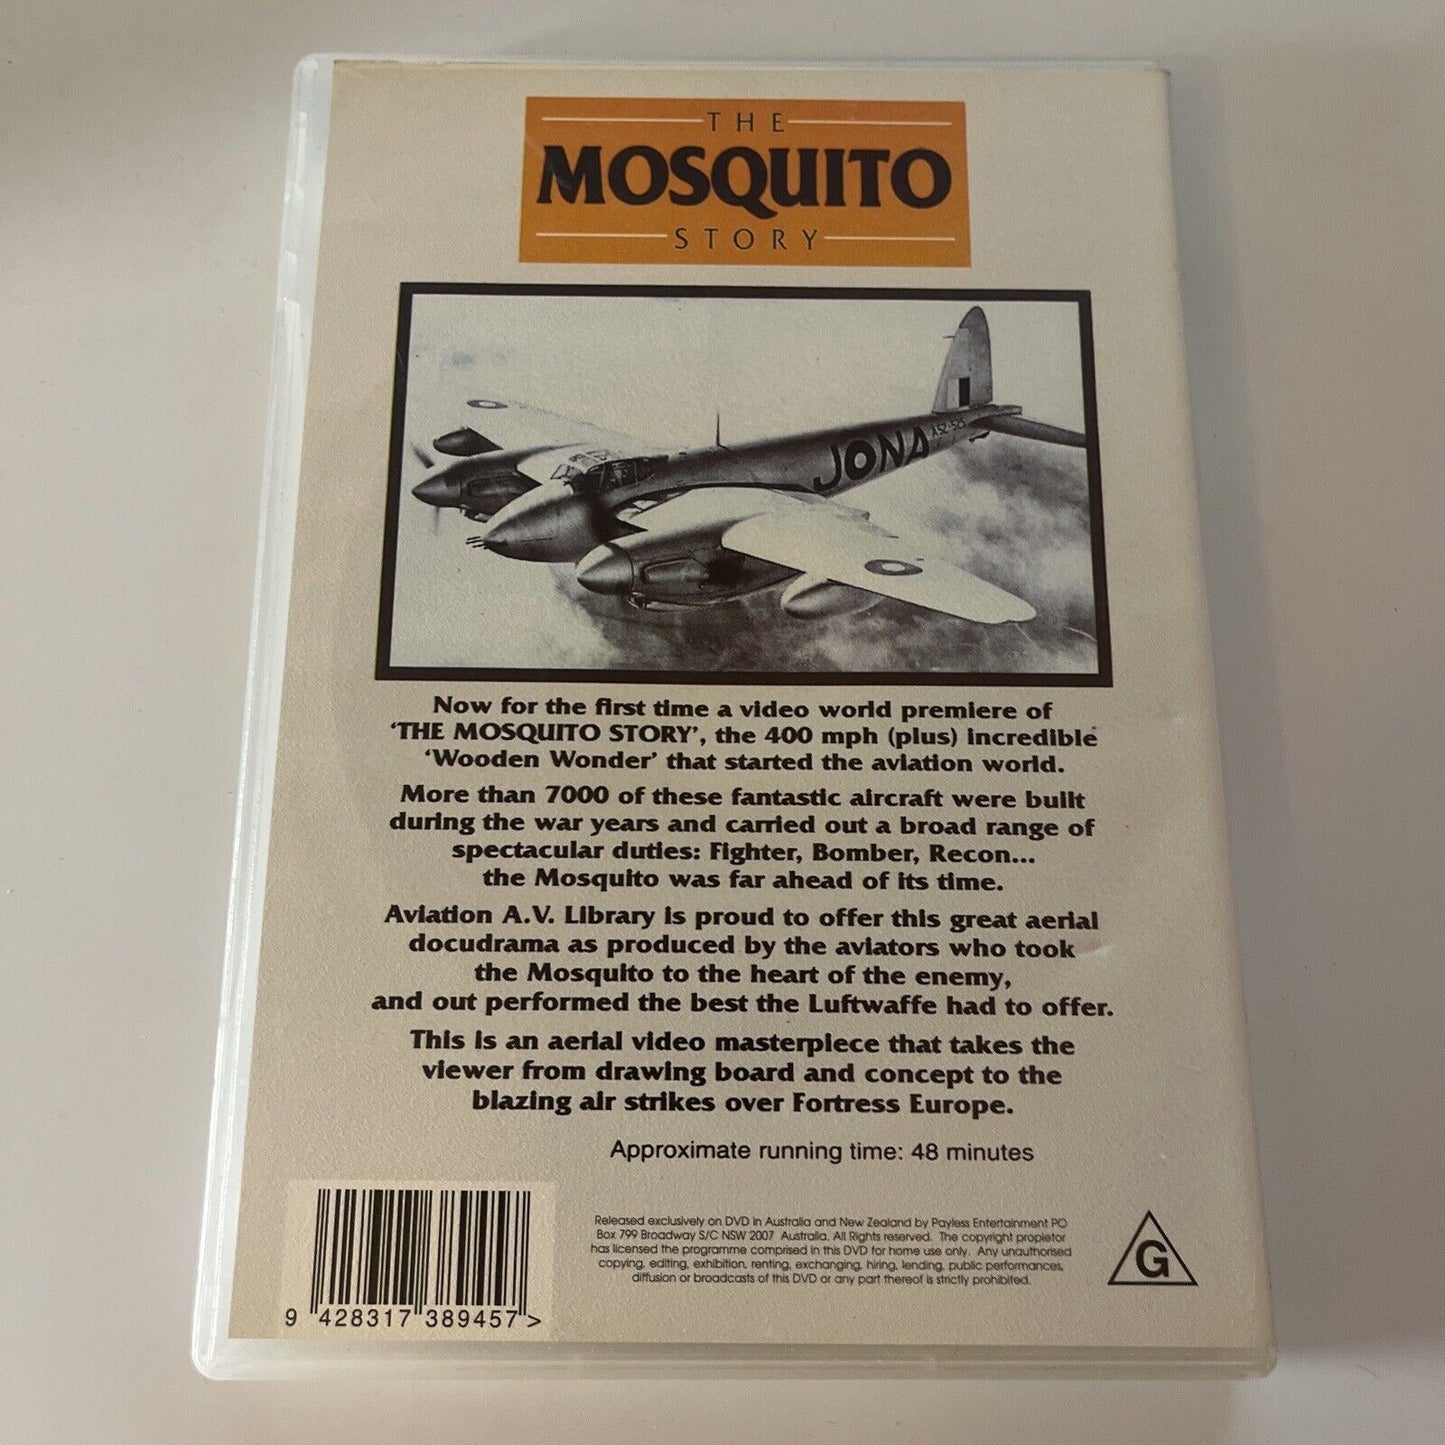 THE
MOSQUITO
STORY
JONA
A52-525
Now for the first time a video world premiere of
‘THE MOSQUITO STORY’, the 400 mph (plus) incredible
‘Wooden Wonder’ that started the aviation world.
More than 7000 of these fantastic aircraft were built
during the war years and carried out a broad range of
spectacular duties: Fighter, Bomber, Recon...
the Mosquito was far ahead of its time.
Aviation A.V. Library is proud to offer this great aerial
docudrama as produced by the aviators who took
the Mosquito to the heart of the enemy,
and out performed the best the Luftwaffe had to offer.
This is an aerial video masterpiece that takes the
viewer from drawing board and concept to the
blazing air strikes over Fortress Europe.
Approximate running time: 48 minutes
Released exclusively on DVD in Australia and New Zealand by Payless Entertainment PO
Box 799 Broadway S/C NSW 2007 Australia. All Rights reserved. The copyright propietor
has licensed the programme comprised in this DVD for home use only. Any unauthorised
copying, editing, exhibition, renting, exchanging, hiring, lending, public performances,
diffusion or broadcasts of this DVD or any part thereof is strictly prohibited.
G
9 428317 389457 >